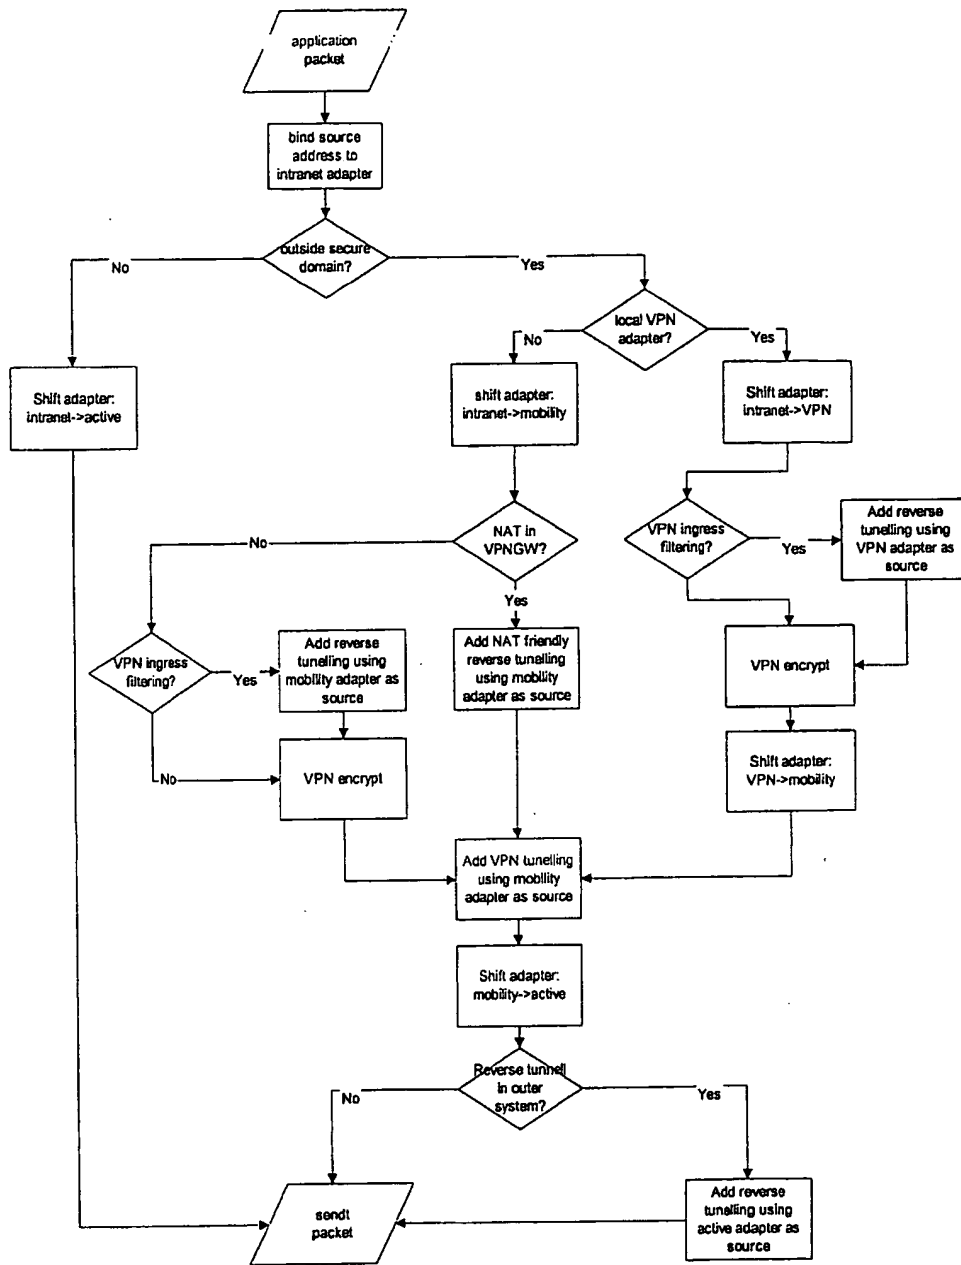 application
packet
bind source
address to
intranet adapter
outside secure
domain?
No
Yes
local VPN
adapter?
No
Yes
Shift adapter:
intranet->active
shift adapter:
intranet->mobility
Shift adapter:
intranet->VPN
NAT in
VPNGW?
No
Yes
VPN ingress
filtering?
Yes
Add reverse
tunelling using
VPN adapter as
source
VPN ingress
filtering?
Yes
No
Add reverse
tunelling using
mobility adapter as
source
Add NAT friendly
reverse tunelling
using mobility
adapter as source
VPN encrypt
VPN encrypt
Shift adapter:
VPN->mobility
Add VPN tunelling
using mobility
adapter as source
Shift adapter:
mobility->active
Reverse tunnell
in outer
system?
No
Yes
sendt
packet
Add reverse
tunelling using
active adapter as
source